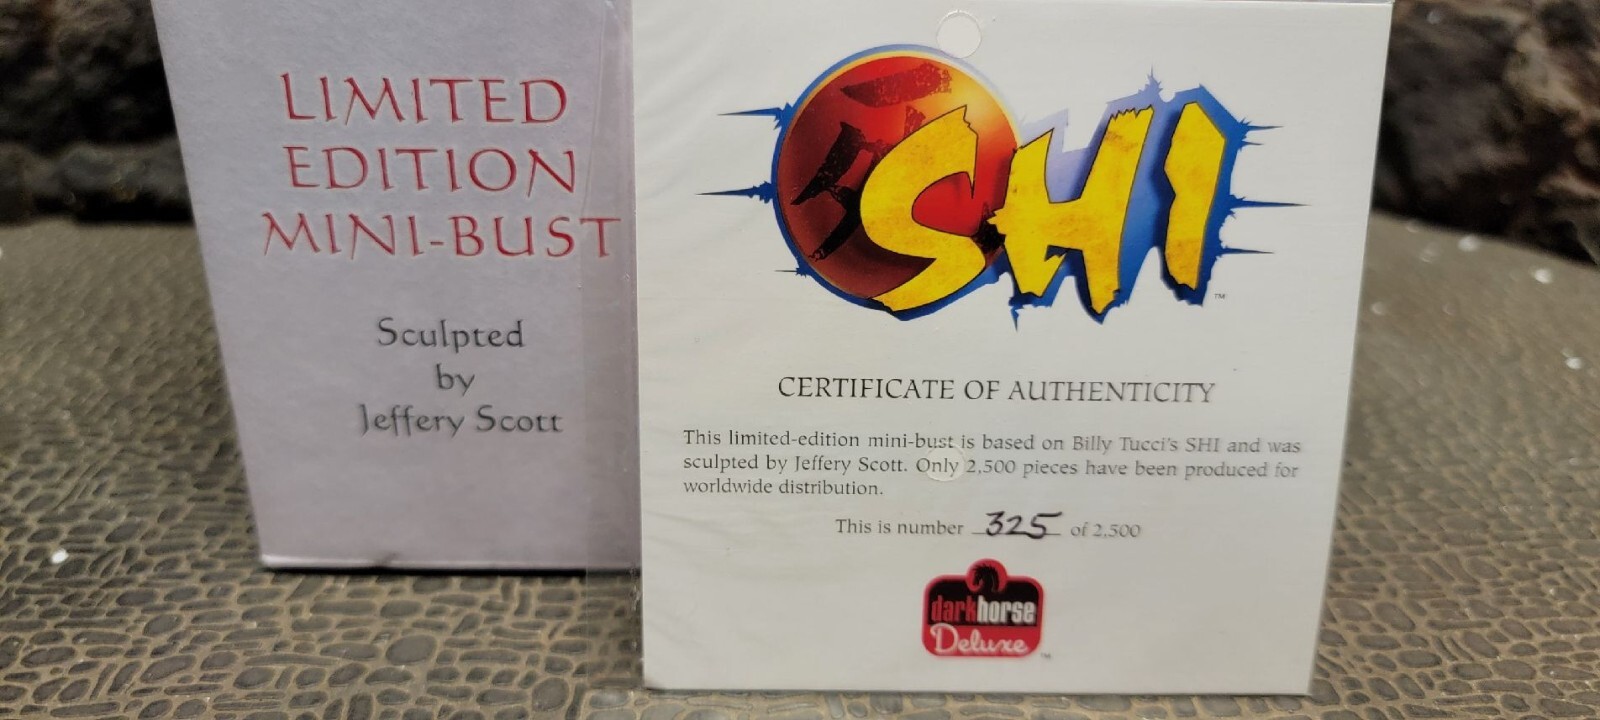 LIMITED
EDITION
MINI-BUST
Sculpted
by
Jeffery Scott
SHI
™
CERTIFICATE OF AUTHENTICITY
This limited-edition mini-bust is based on Billy Tucci's SHI and was
sculpted by Jeffery Scott. Only 2,500 pieces have been produced for
worldwide distribution.
This is number 325 of 2,500
darkhorse
Deluxe
™